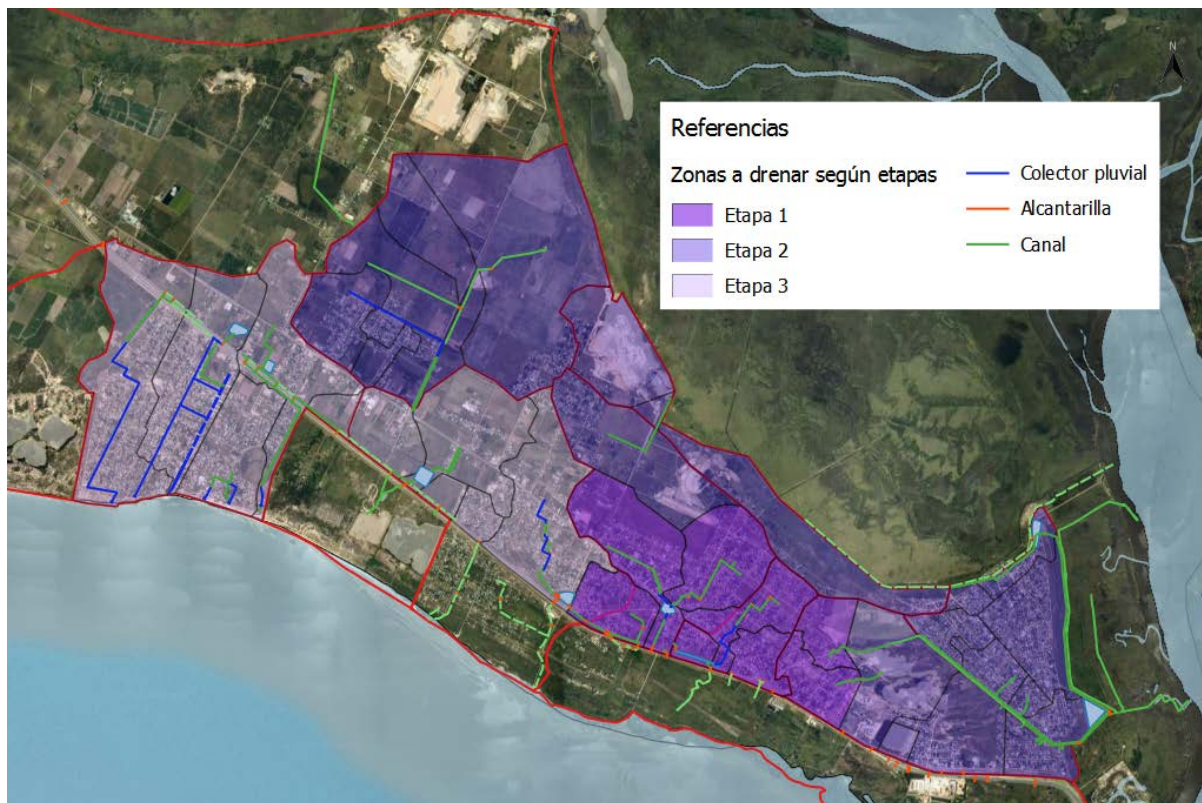 N
Referencias
Zonas a drenar según etapas
Etapa 1
Etapa 2
Etapa 3
Colector pluvial
Alcantarilla
Canal